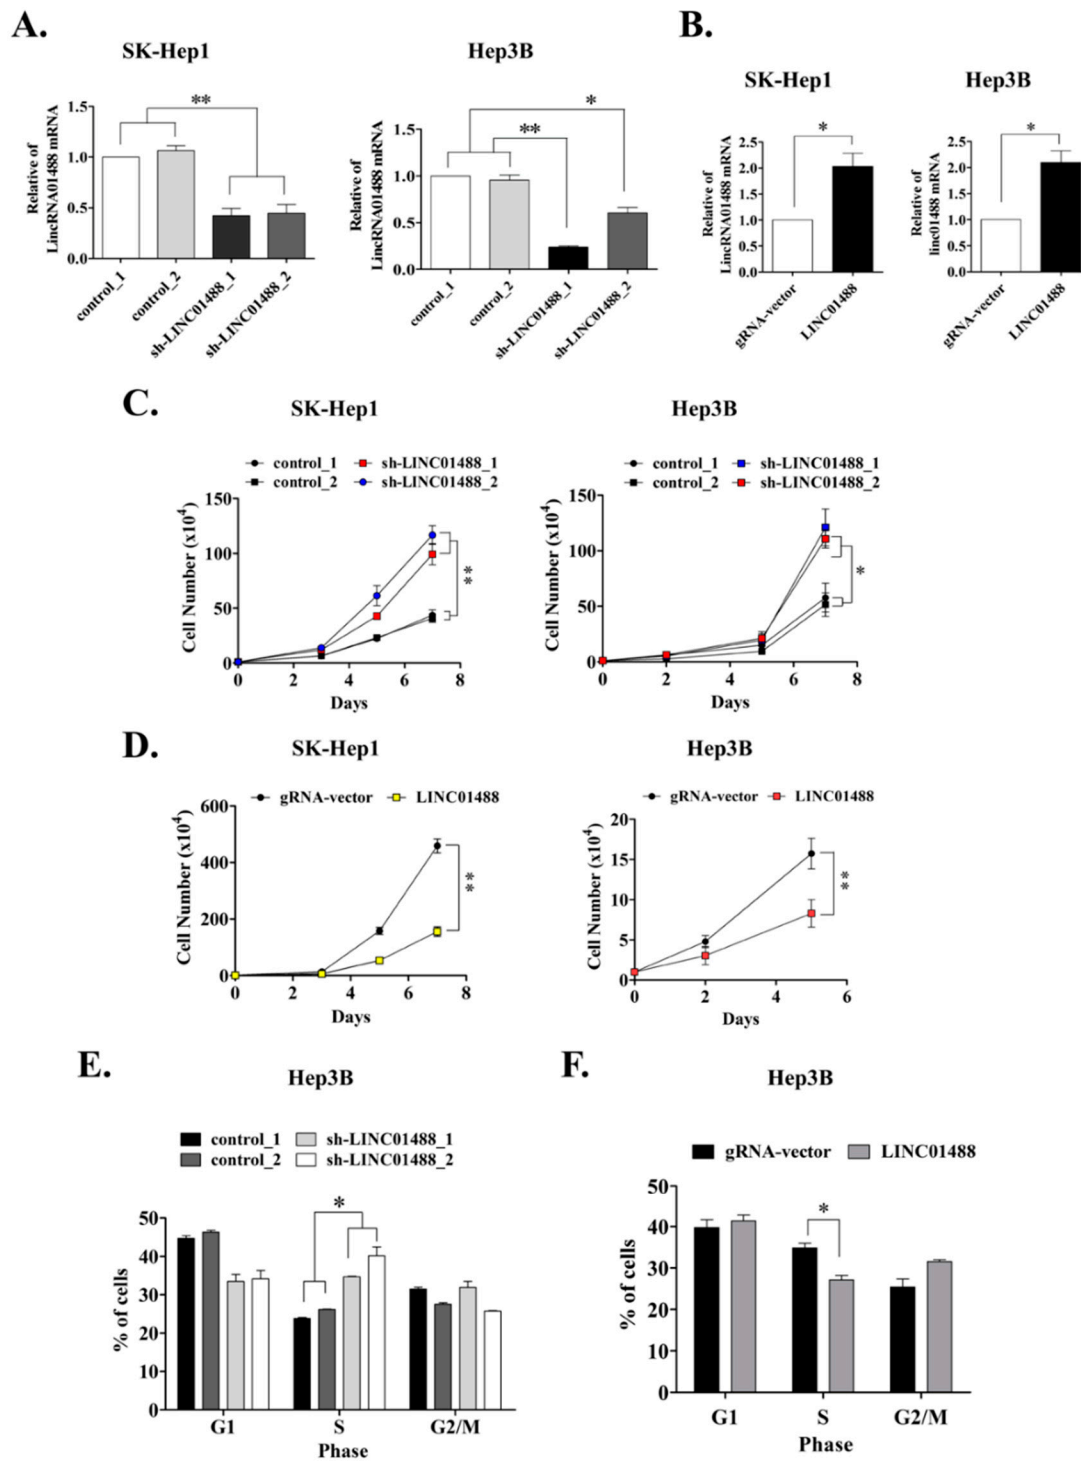 A.
SK-Hep1
Relative of
LincRNA01488 mRNA
1.5
1.0
0.5
0.0
**
control_1
control_2
sh-LINC01488_1
sh-LINC01488_2
Hep3B
Relative of
LincRNA01488 mRNA
1.5
1.0
0.5
0.0
*
**
control_1
control_2
sh-LINC01488_1
sh-LINC01488_2
B.
SK-Hep1
Relative of
LincRNA01488 mRNA
2.5
2.0
1.5
1.0
0.5
0.0
*
gRNA-vector
LINC01488
Hep3B
Relative of
linc01488 mRNA
2.5
2.0
1.5
1.0
0.5
0.0
*
gRNA-vector
LINC01488
C.
SK-Hep1
control_1 sh-LINC01488_1
control_2 sh-LINC01488_2
Cell Number (x10⁴)
150
100
50
0
**
0 2 4 6 8
Days
Hep3B
control_1 sh-LINC01488_1
control_2 sh-LINC01488_2
Cell Number (x10⁴)
150
100
50
0
*
0 2 4 6 8
Days
D.
SK-Hep1
gRNA-vector LINC01488
Cell Number (x10⁴)
600
400
200
0
**
0 2 4 6 8
Days
Hep3B
gRNA-vector LINC01488
Cell Number (x10⁴)
20
15
10
5
0
**
0 2 4 6
Days
E.
Hep3B
control_1 sh-LINC01488_1
control_2 sh-LINC01488_2
% of cells
50
40
30
20
10
0
*
G1 S G2/M
Phase
F.
Hep3B
gRNA-vector LINC01488
% of cells
50
40
30
20
10
0
*
G1 S G2/M
Phase